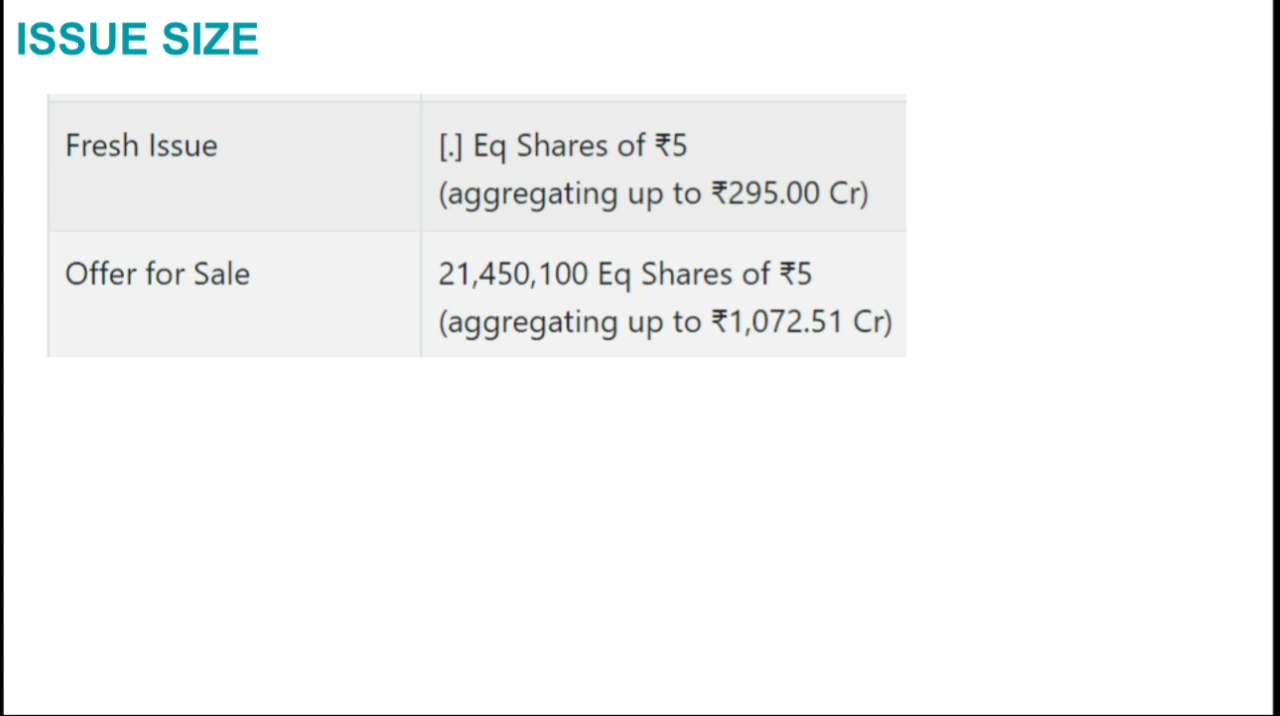 ISSUE SIZE
Fresh Issue
[.] Eq Shares of ₹5
(aggregating up to ₹295.00 Cr)
Offer for Sale
21,450,100 Eq Shares of ₹5
(aggregating up to ₹1,072.51 Cr)